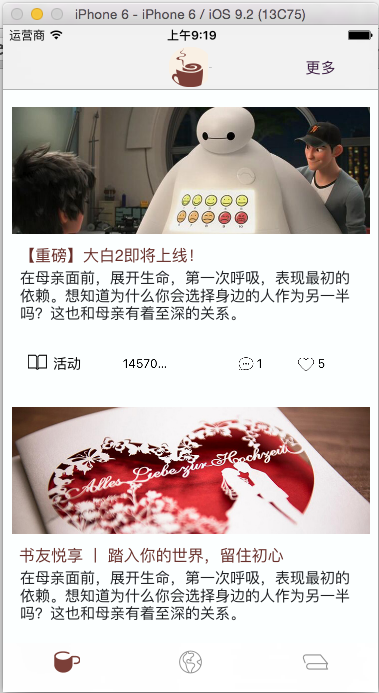 iPhone 6 - iPhone 6 / iOS 9.2 (13C75)
运营商 上午9:19
更多
【重磅】大白2即将上线！
在母亲面前，展开生命，第一次呼吸，表现最初的
依赖。想知道为什么你会选择身边的人作为另一半
吗？这也和母亲有着至深的关系。
活动 14570... 1 5
Alles Liebe zur Hochzeit
书友悦享 丨 踏入你的世界，留住初心
在母亲面前，展开生命，第一次呼吸，表现最初的
依赖。想知道为什么你会选择身边的人作为另一半
吗？这也和母亲有着至深的关系。